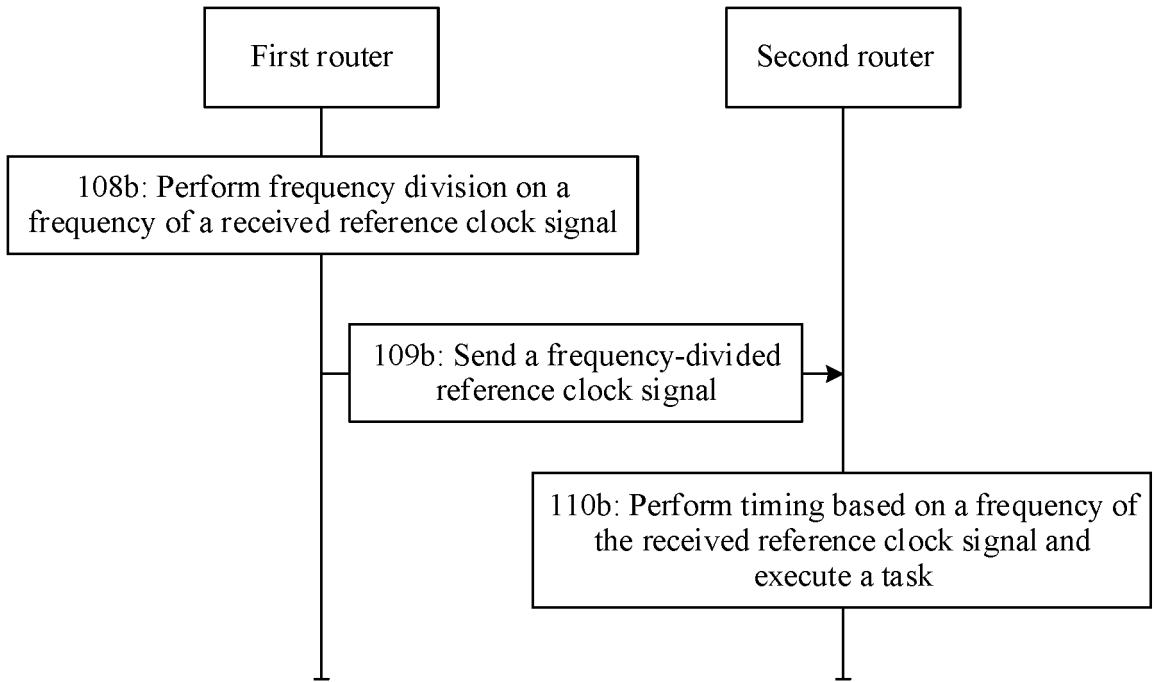 First router
Second router
108b: Perform frequency division on a
frequency of a received reference clock signal
109b: Send a frequency-divided
reference clock signal
110b: Perform timing based on a frequency of
the received reference clock signal and
execute a task